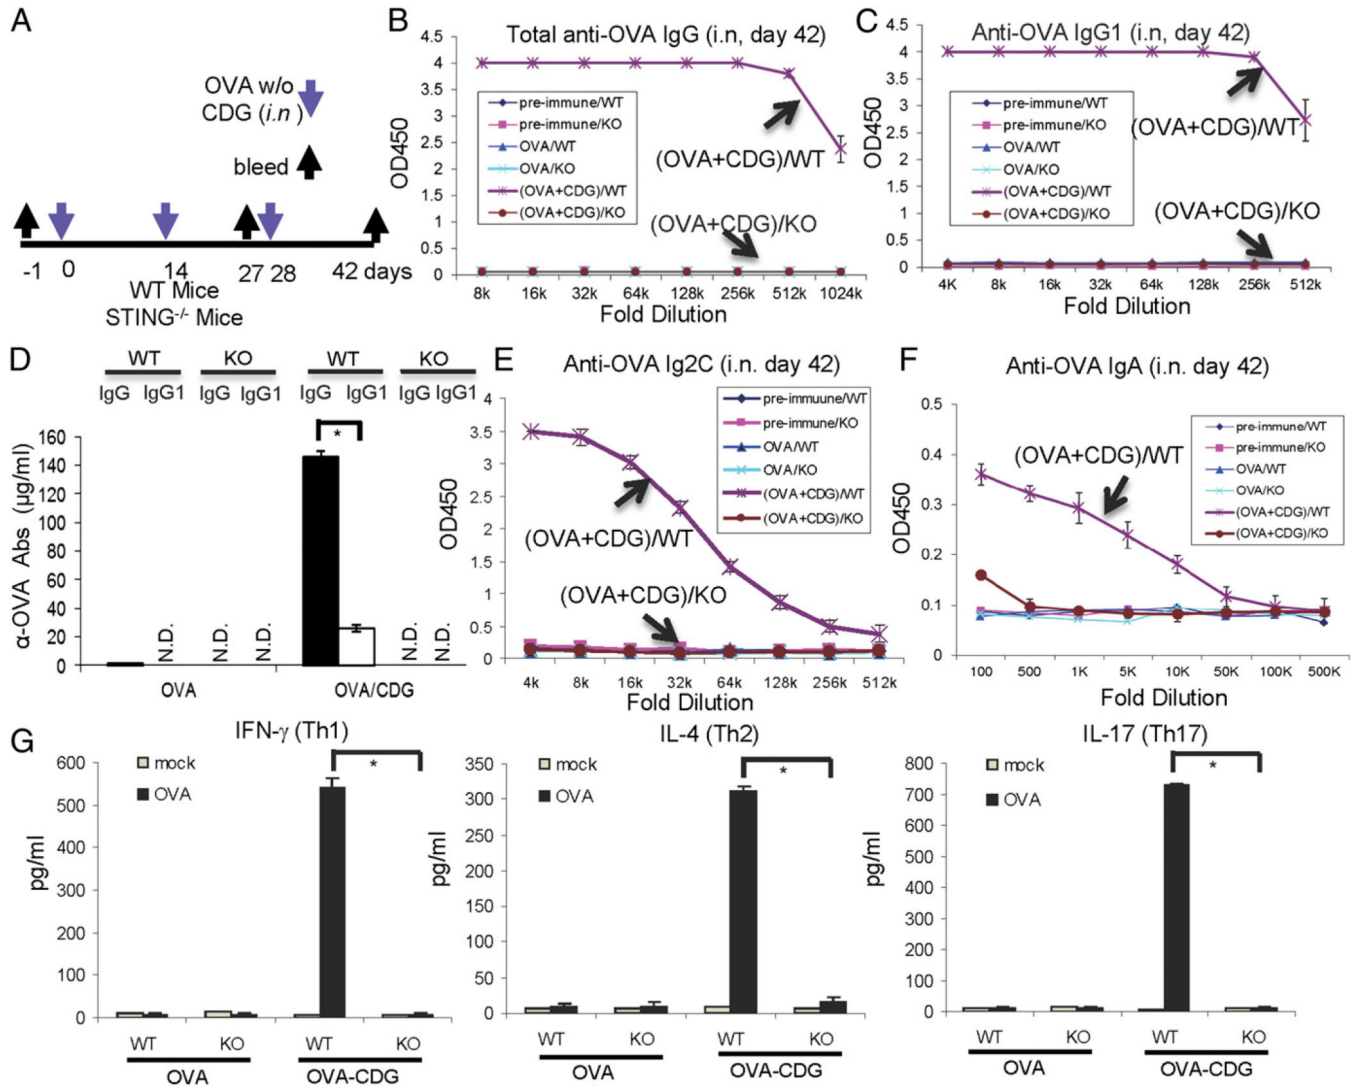 A
OVA w/o
CDG (i.n )
bleed
-1 0 14 27 28 42 days
WT Mice
STING-/- Mice
B
Total anti-OVA IgG (i.n, day 42)
OD450
4.5
4
3.5
3
2.5
2
1.5
1
0.5
0
pre-immune/WT
pre-immune/KO
OVA/WT
OVA/KO
(OVA+CDG)/WT
(OVA+CDG)/KO
(OVA+CDG)/WT
(OVA+CDG)/KO
8k 16k 32k 64k 128k 256k 512k 1024k
Fold Dilution
C
Anti-OVA IgG1 (i.n, day 42)
OD450
4.5
4
3.5
3
2.5
2
1.5
1
0.5
0
pre-immune/WT
pre-immune/KO
OVA/WT
OVA/KO
(OVA+CDG)/WT
(OVA+CDG)/KO
(OVA+CDG)/WT
(OVA+CDG)/KO
4K 8k 16k 32k 64k 128k 256k 512k
Fold Dilution
D
WT KO WT KO
IgG IgG1 IgG IgG1 IgG IgG1 IgG IgG1
α-OVA Abs (μg/ml)
160
140
120
100
80
60
40
20
0
*
N.D. N.D. N.D. N.D. N.D.
OVA OVA/CDG
E
Anti-OVA Ig2C (i.n. day 42)
OD450
4
3.5
3
2.5
2
1.5
1
0.5
0
pre-immuune/WT
pre-immune/KO
OVA/WT
OVA/KO
(OVA+CDG)/WT
(OVA+CDG)/KO
(OVA+CDG)/WT
(OVA+CDG)/KO
4k 8k 16k 32k 64k 128k 256k 512k
Fold Dilution
F
Anti-OVA IgA (i.n. day 42)
OD450
0.5
0.4
0.3
0.2
0.1
0
pre-immune/WT
pre-immune/KO
OVA/WT
OVA/KO
(OVA+CDG)/WT
(OVA+CDG)/KO
(OVA+CDG)/WT
100 500 1K 5K 10K 50K 100K 500K
Fold Dilution
G
IFN-γ (Th1)
pg/ml
600
500
400
300
200
100
0
mock
OVA
*
WT KO WT KO
OVA OVA-CDG
IL-4 (Th2)
pg/ml
350
300
250
200
150
100
50
0
mock
OVA
*
WT KO WT KO
OVA OVA-CDG
IL-17 (Th17)
pg/ml
800
700
600
500
400
300
200
100
0
mock
OVA
*
WT KO WT KO
OVA OVA-CDG